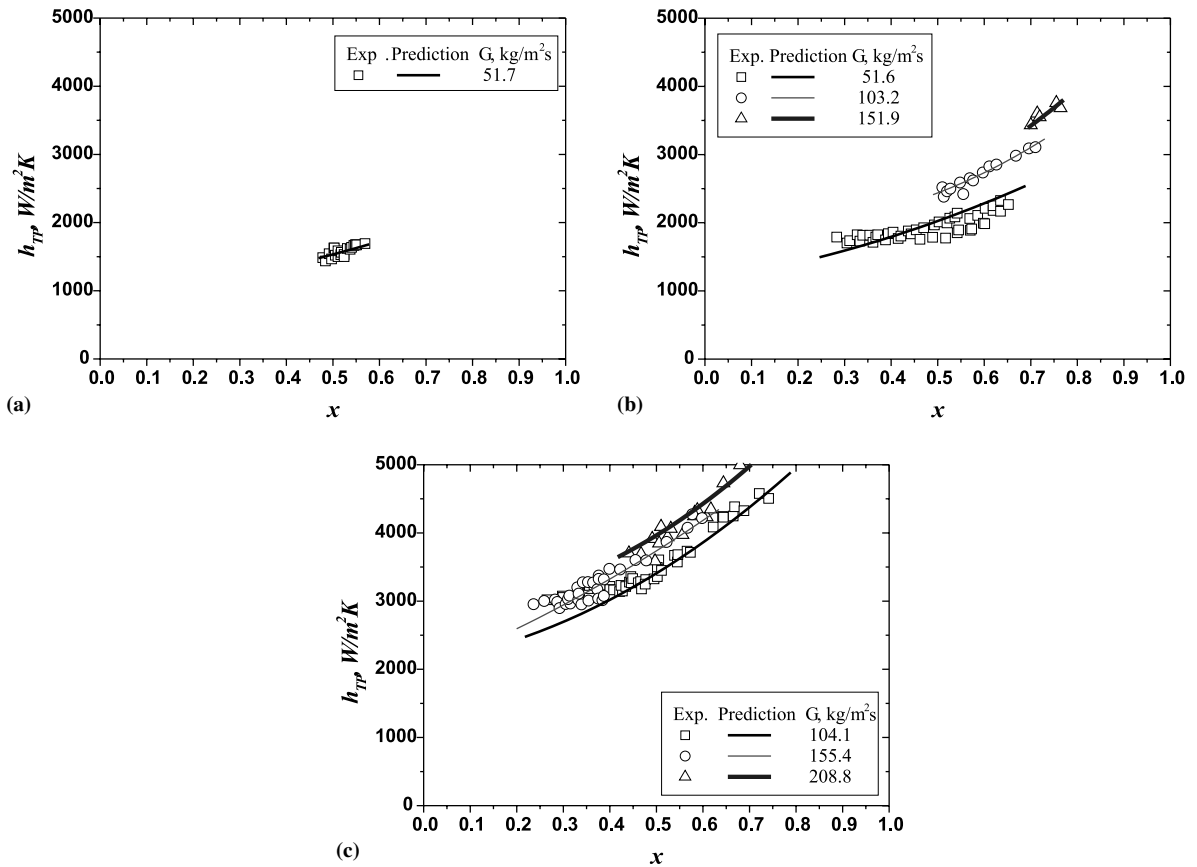 5000
4000
3000
2000
1000
0
h_TP, W/m²K
Exp . Prediction G, kg/m²s
51.7
0.0 0.1 0.2 0.3 0.4 0.5 0.6 0.7 0.8 0.9 1.0
x
(a)
5000
4000
3000
2000
1000
0
h_TP, W/m²K
Exp. Prediction G, kg/m²s
51.6
103.2
151.9
0.0 0.1 0.2 0.3 0.4 0.5 0.6 0.7 0.8 0.9 1.0
x
(b)
5000
4000
3000
2000
1000
0
h_TP, W/m²K
Exp. Prediction G, kg/m²s
104.1
155.4
208.8
0.0 0.1 0.2 0.3 0.4 0.5 0.6 0.7 0.8 0.9 1.0
x
(c)